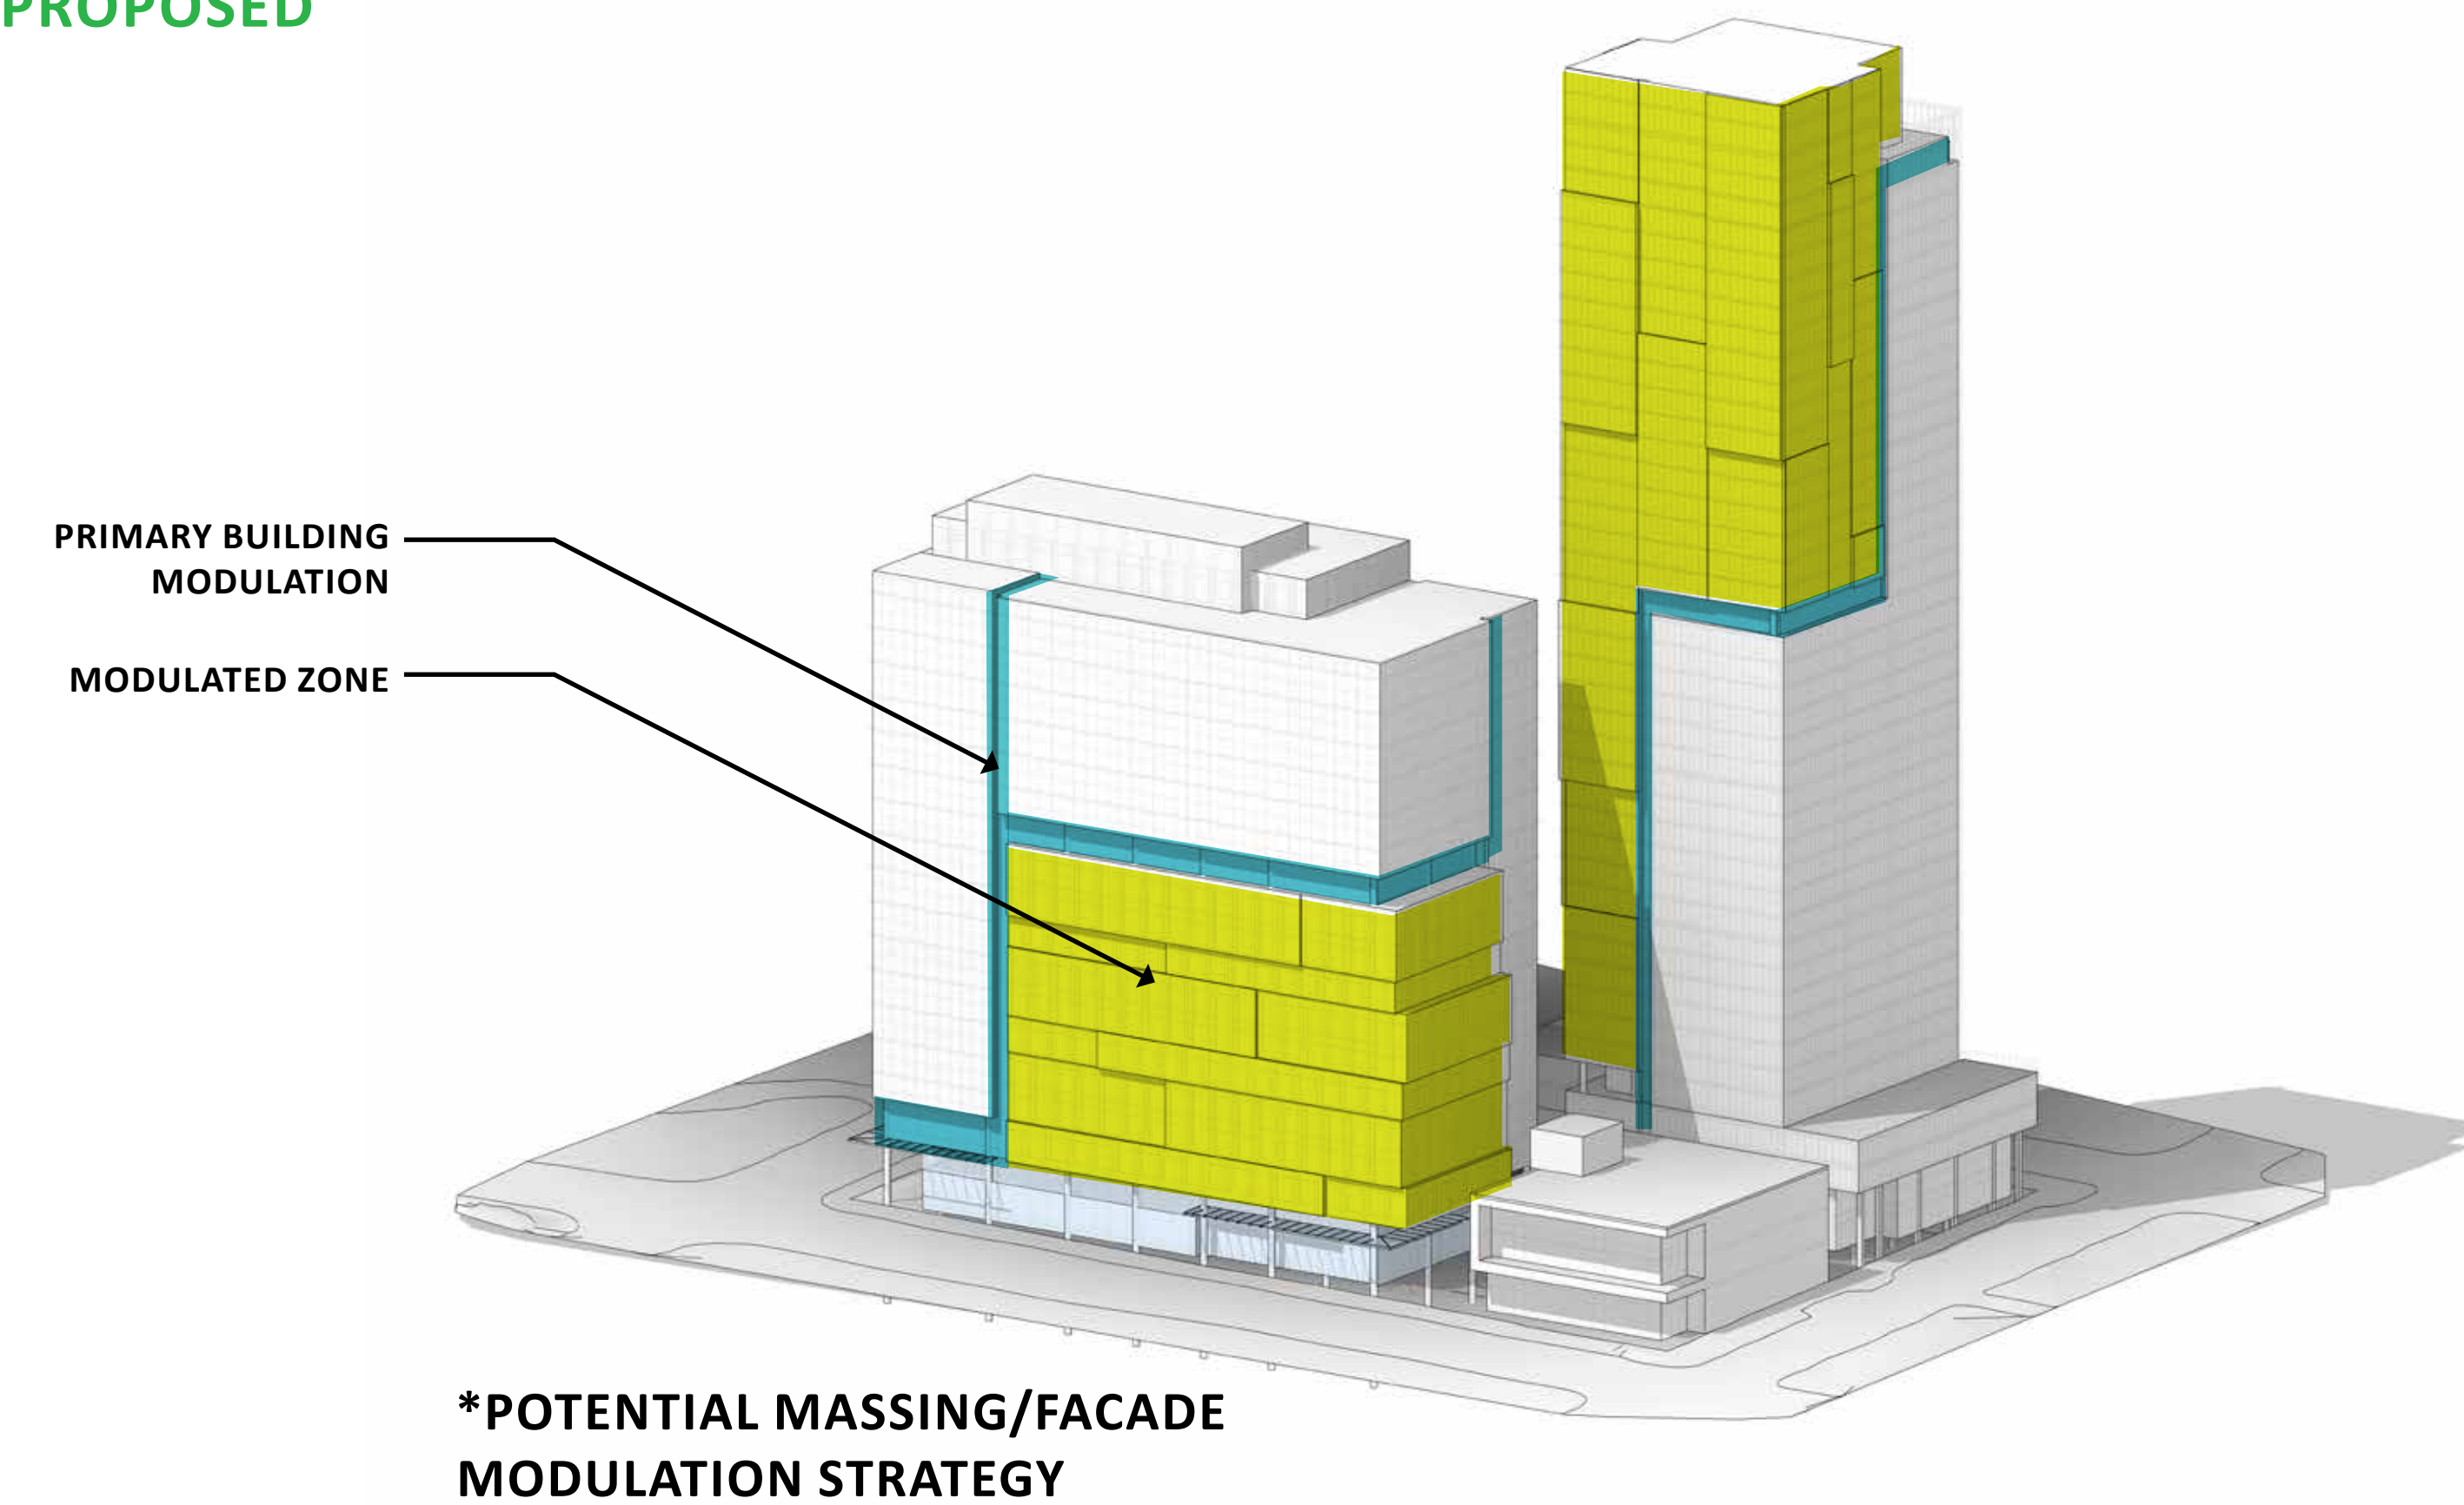 PROPOSED
PRIMARY BUILDING
MODULATION
MODULATED ZONE
*POTENTIAL MASSING/FACADE
MODULATION STRATEGY